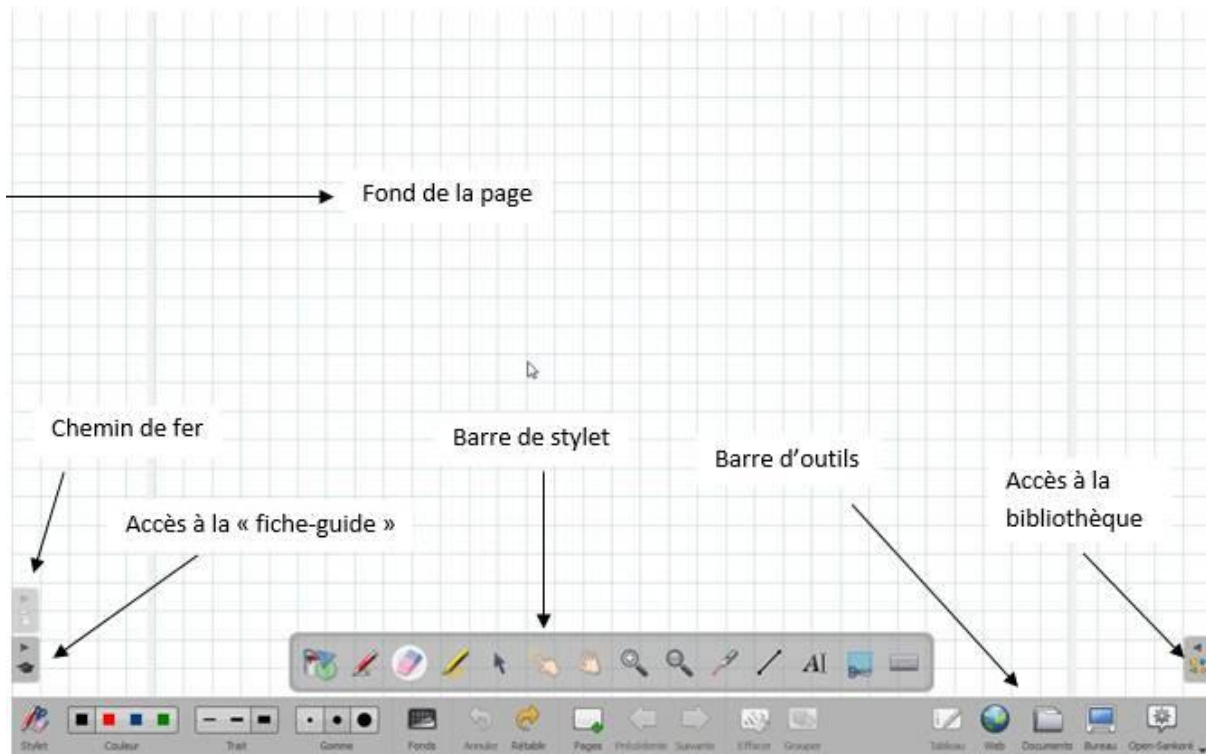 Fond de la page
Chemin de fer
Barre de stylet
Barre d’outils
Accès à la
bibliothèque
Accès à la « fiche-guide »
AI
Stylet Couleur Trait Gomme Fonds Annuler Rétablir Pages Précédente Suivante Effacer Grouper Tableau Web Documents Bureau Open-Sankoré